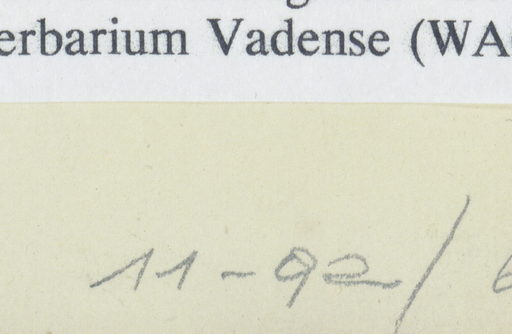 erbarium Vadense (WA
11-92/